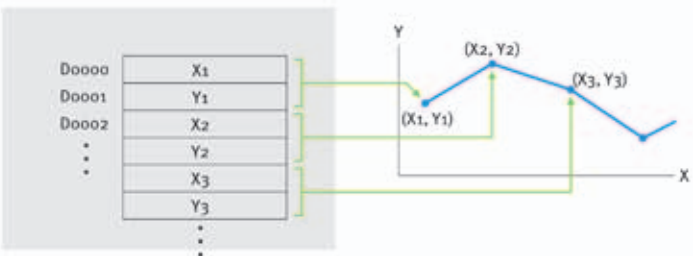 D0000 X1
D0001 Y1
D0002 X2
Y2
X3
Y3
Y
(X1, Y1)
(X2, Y2)
(X3, Y3)
X